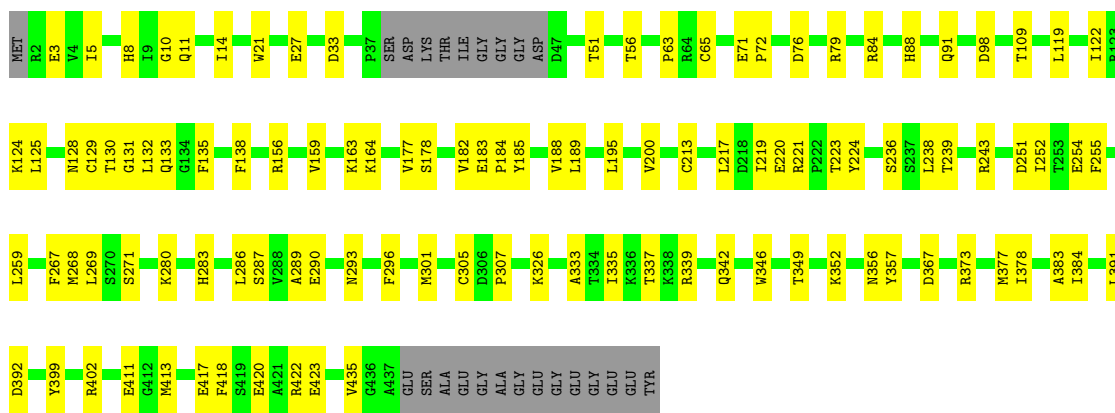 MET R2 E3 V4 I5 H8 I9 G10 Q11 I14 W21 E27 D33 P37 SER ASP LYS THR ILE GLY GLY ASP D47 T51 T56 P63 R64 C65 E71 P72 D76 R79 R84 H88 Q91 D98 T109 L119 I122 R123
K124 L125 N128 C129 T130 G131 L132 Q133 G134 F135 F138 R156 V159 K163 K164 V177 S178 V182 E183 P184 Y185 V188 L189 L195 V200 C213 L217 D218 I219 E220 R221 P222 T223 Y224 S236 S237 L238 T239 R243 D251 I252 T253 E254 F255
L259 F267 M268 L269 S270 S271 K280 H283 L286 S287 V288 A289 E290 N293 F296 M301 C305 D306 P307 K326 A333 T334 I335 K336 T337 K338 R339 Q342 W346 T349 K352 N356 Y357 D367 R373 M377 I378 A383 I384 L391
D392 Y399 R402 E411 G412 M413 E417 F418 S419 E420 A421 R422 E423 V435 G436 A437 GLU SER ALA GLU GLY ALA GLY GLU GLY GLU GLY GLU GLU TYR